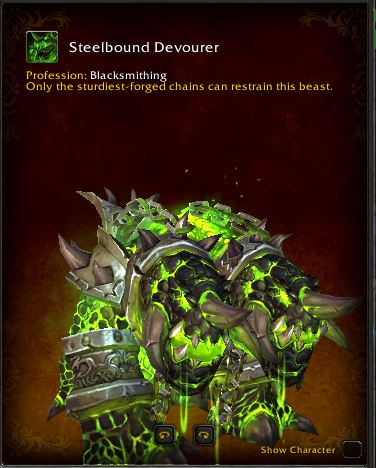 Steelbound Devourer
Profession: Blacksmithing
Only the sturdiest-forged chains can restrain this beast.
Show Character